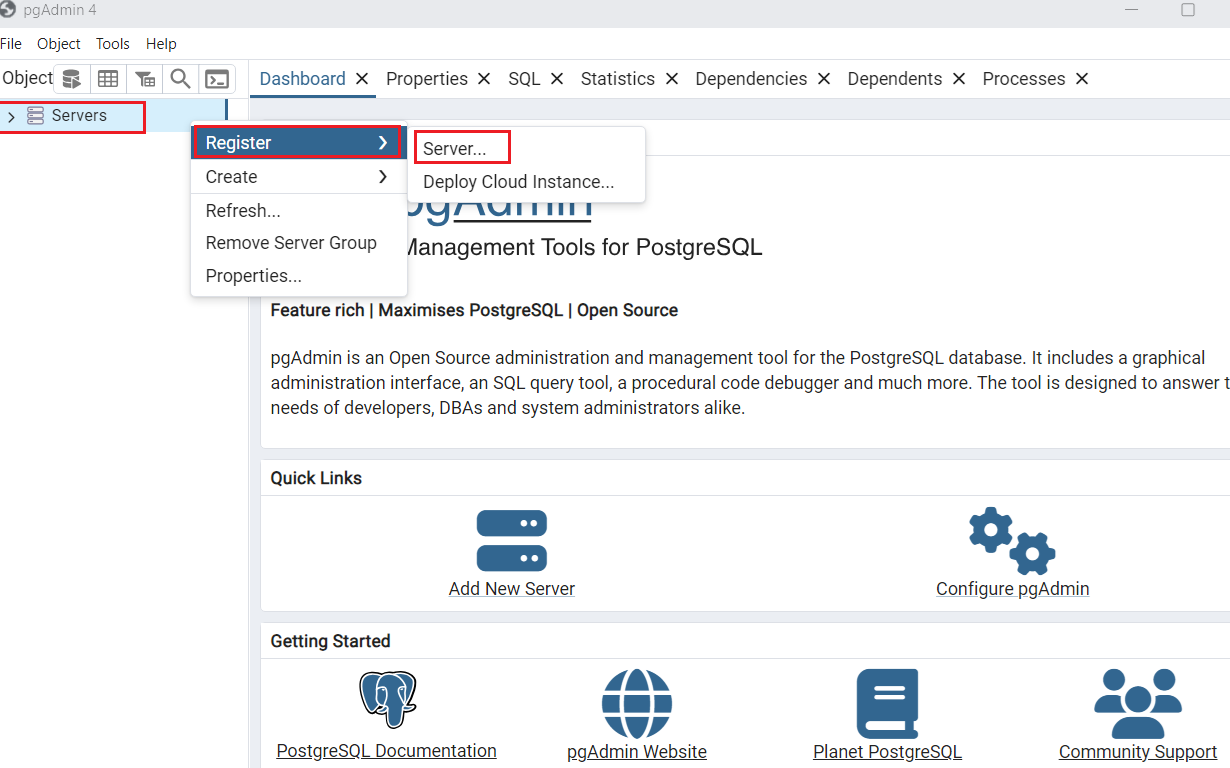 pgAdmin 4
File Object Tools Help
Object
Dashboard Properties SQL Statistics Dependencies Dependents Processes
Servers
Register
Server...
Create
Deploy Cloud Instance...
Refresh...
pgAdmin
Remove Server Group
Management Tools for PostgreSQL
Properties...
Feature rich | Maximises PostgreSQL | Open Source
pgAdmin is an Open Source administration and management tool for the PostgreSQL database. It includes a graphical
administration interface, an SQL query tool, a procedural code debugger and much more. The tool is designed to answer t
needs of developers, DBAs and system administrators alike.
Quick Links
Add New Server Configure pgAdmin
Getting Started
PostgreSQL Documentation pgAdmin Website Planet PostgreSQL Community Support